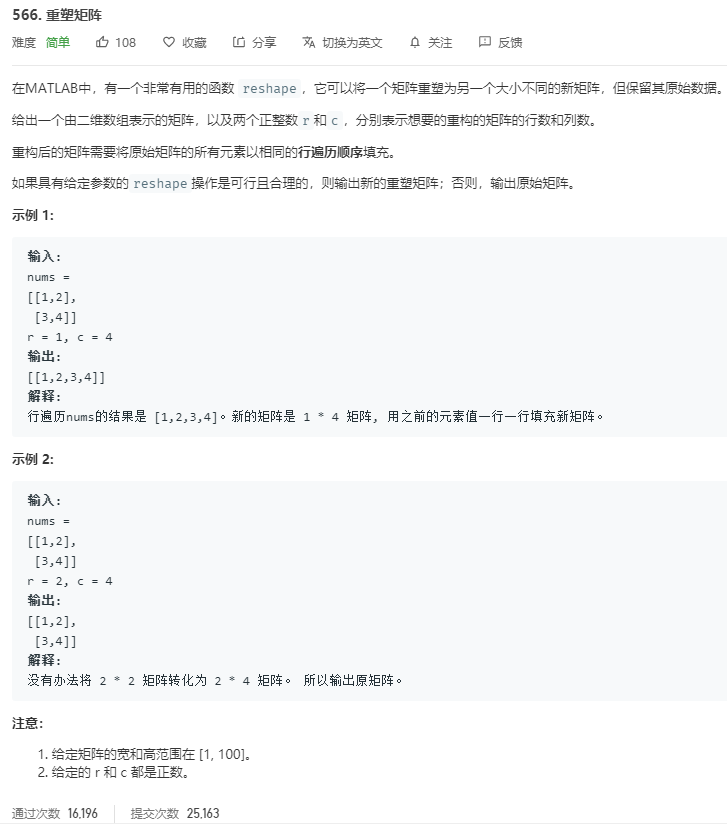 566. 重塑矩阵
难度 简单 108 收藏 分享 切换为英文 关注 反馈
在MATLAB中，有一个非常有用的函数 reshape ，它可以将一个矩阵重塑为另一个大小不同的新矩阵，但保留其原始数据。
给出一个由二维数组表示的矩阵，以及两个正整数 r 和 c ，分别表示想要的重构的矩阵的行数和列数。
重构后的矩阵需要将原始矩阵的所有元素以相同的行遍历顺序填充。
如果具有给定参数的 reshape 操作是可行且合理的，则输出新的重塑矩阵；否则，输出原始矩阵。
示例 1:
输入:
nums =
[[1,2],
[3,4]]
r = 1, c = 4
输出:
[[1,2,3,4]]
解释:
行遍历nums的结果是 [1,2,3,4]。新的矩阵是 1 * 4 矩阵, 用之前的元素值一行一行填充新矩阵。
示例 2:
输入:
nums =
[[1,2],
[3,4]]
r = 2, c = 4
输出:
[[1,2],
[3,4]]
解释:
没有办法将 2 * 2 矩阵转化为 2 * 4 矩阵。 所以输出原矩阵。
注意：
1. 给定矩阵的宽和高范围在 [1, 100]。
2. 给定的 r 和 c 都是正数。
通过次数 16,196 提交次数 25,163